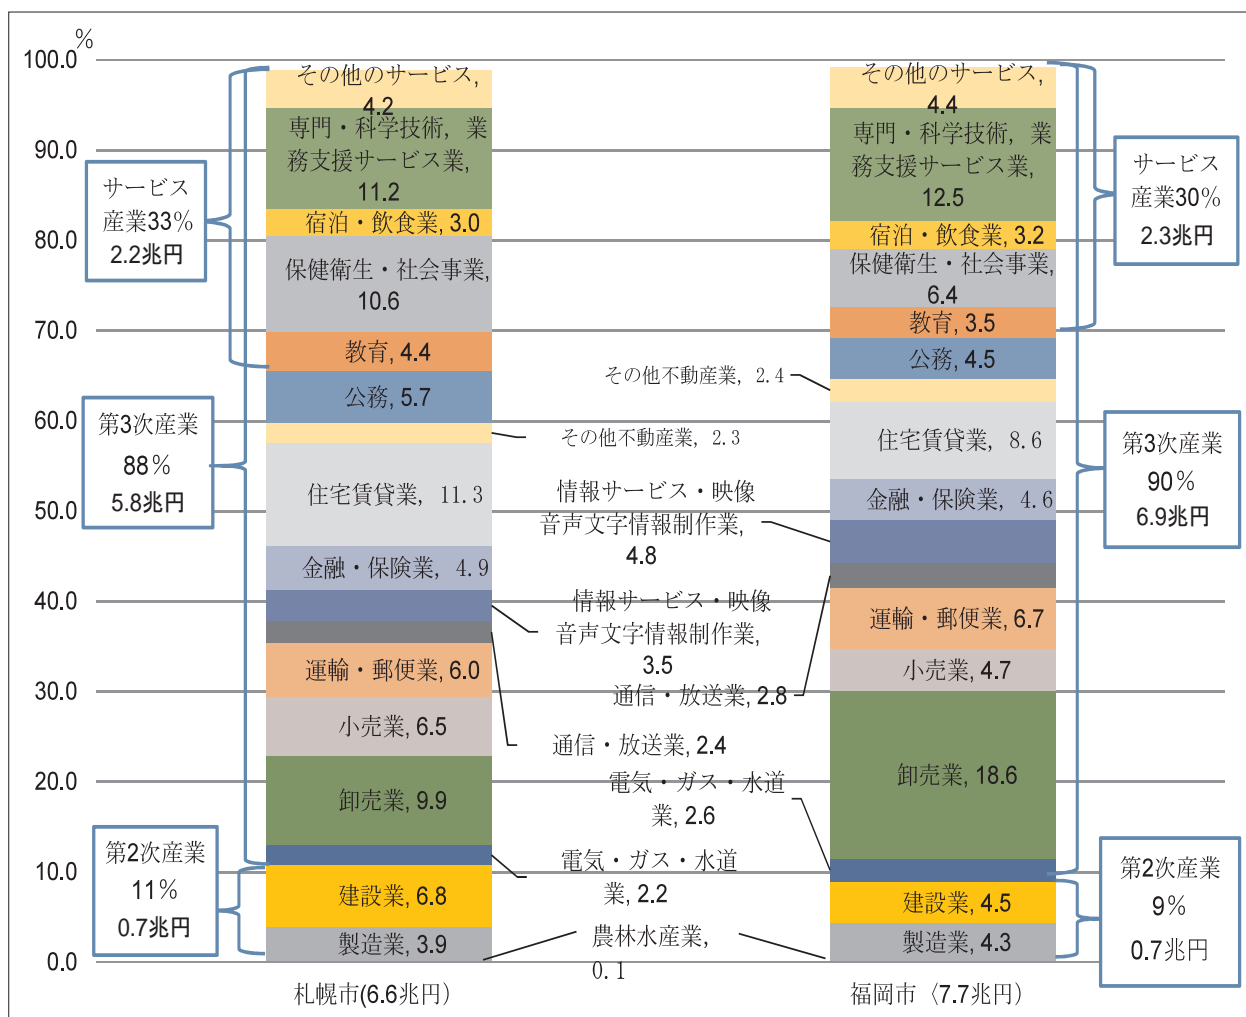 %
100.0
90.0
80.0
70.0
60.0
50.0
40.0
30.0
20.0
10.0
0.0
サービス
産業33%
2.2兆円
第3次産業
88%
5.8兆円
第2次産業
11%
0.7兆円
その他のサービス,
4.2
専門・科学技術，業
務支援サービス業,
11.2
宿泊・飲食業, 3.0
保健衛生・社会事業,
10.6
教育, 4.4
公務, 5.7
住宅賃貸業，11.3
金融・保険業，4.9
運輸・郵便業, 6.0
小売業, 6.5
卸売業, 9.9
建設業, 6.8
製造業, 3.9
札幌市(6.6兆円）
その他不動産業，2.4
その他不動産業，2.3
情報サービス・映像
音声文字情報制作業,
4.8
情報サービス・映像
音声文字情報制作業,
3.5
通信・放送業, 2.8
通信・放送業, 2.4
電気・ガス・水道
業, 2.6
電気・ガス・水道
業, 2.2
農林水産業,
0.1
その他のサービス,
4.4
専門・科学技術，業
務支援サービス業,
12.5
宿泊・飲食業, 3.2
保健衛生・社会事業,
6.4
教育, 3.5
公務, 4.5
住宅賃貸業，8.6
金融・保険業，4.6
運輸・郵便業, 6.7
小売業, 4.7
卸売業, 18.6
建設業, 4.5
製造業, 4.3
福岡市（7.7兆円）
サービス
産業30%
2.3兆円
第3次産業
90%
6.9兆円
第2次産業
9%
0.7兆円